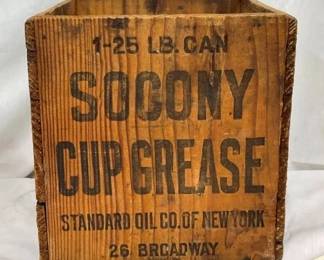 1-25 LB. CAN
SOCONY
CUP GREASE
STANDARD OIL CO. OF NEW YORK
26 BROADWAY